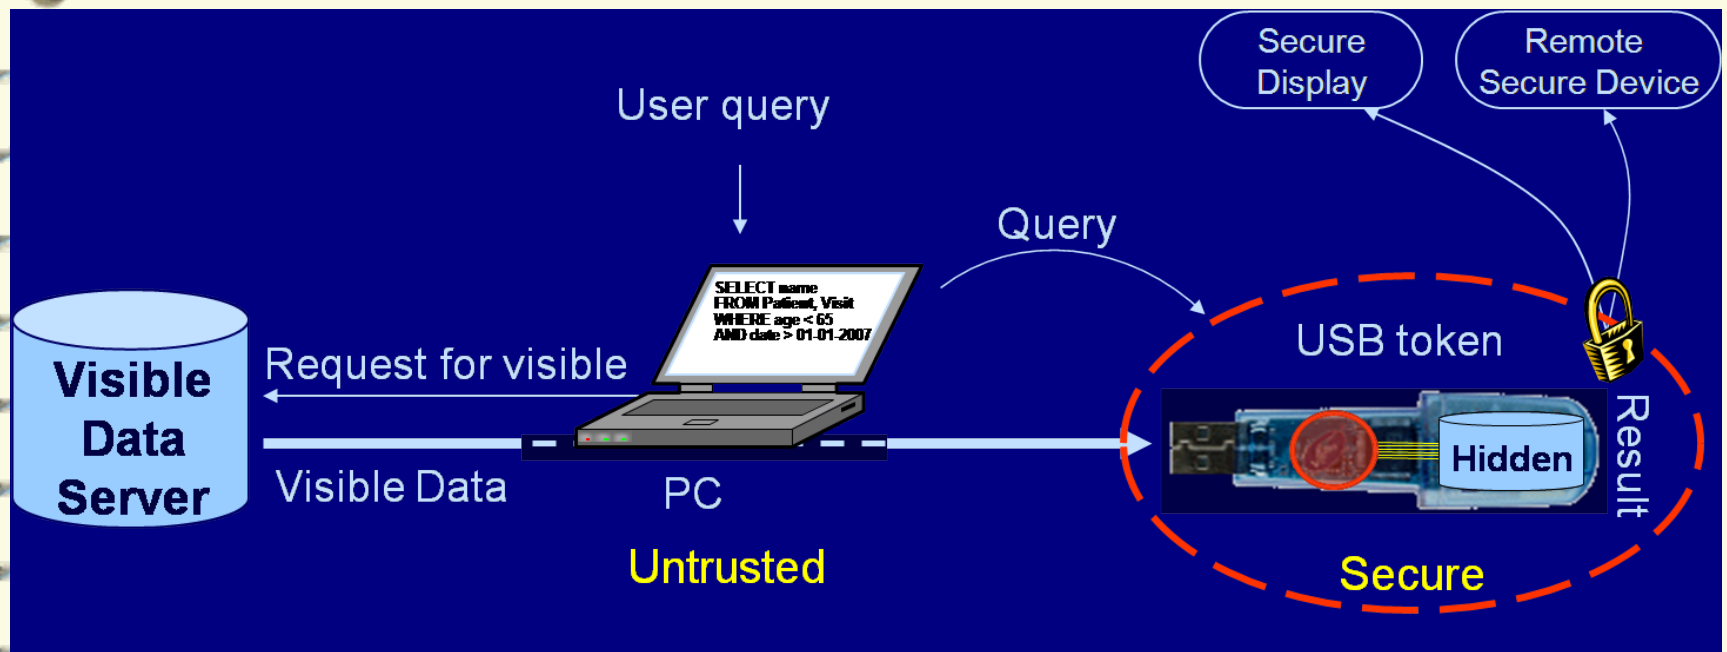 Secure
Display
Remote
Secure Device
User query
Query
SELECT name
FROM Patient, Visit
WHERE age < 65
AND date > 01-01-2007
USB token
Request for visible
Visible
Data
Server
Visible Data
PC
Hidden
Result
Untrusted
Secure